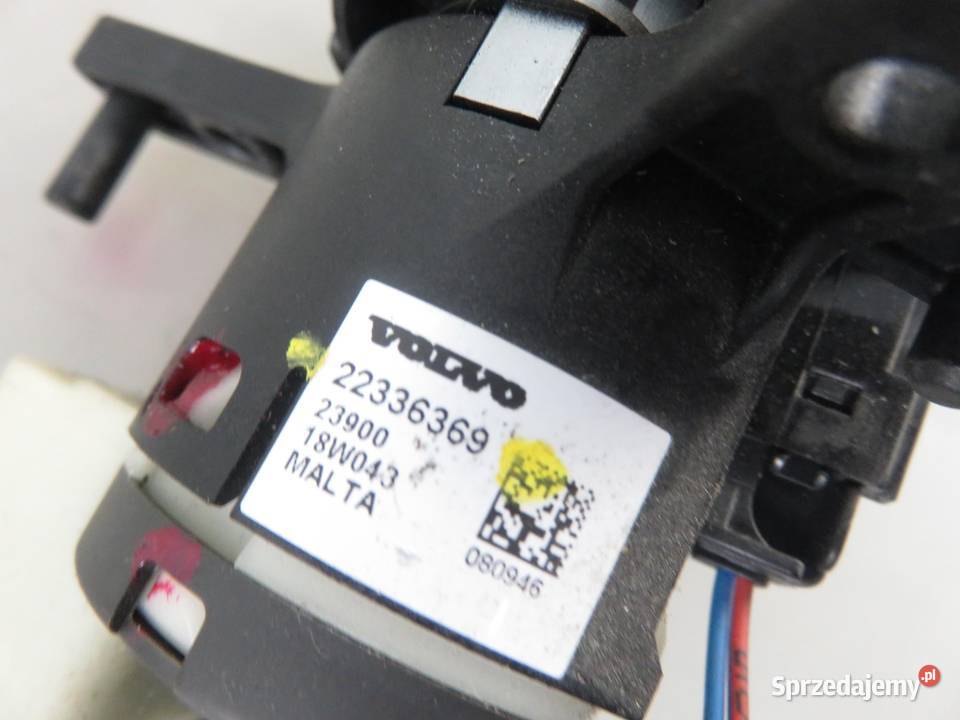 VOLVO
22336369
23900
18W043
MALTA
080946
Sprzedajemy.pl